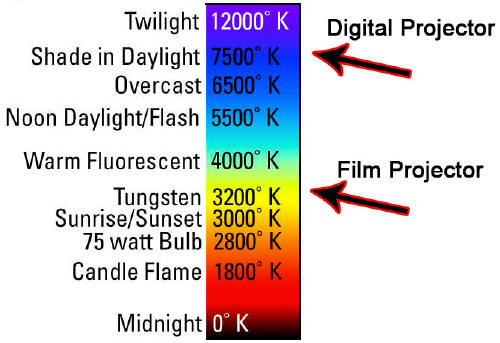 Twilight 12000° K
Digital Projector
Shade in Daylight 7500° K
Overcast 6500° K
Noon Daylight/Flash 5500° K
Warm Fluorescent 4000° K
Film Projector
Tungsten 3200° K
Sunrise/Sunset 3000° K
75 watt Bulb 2800° K
Candle Flame 1800° K
Midnight 0° K